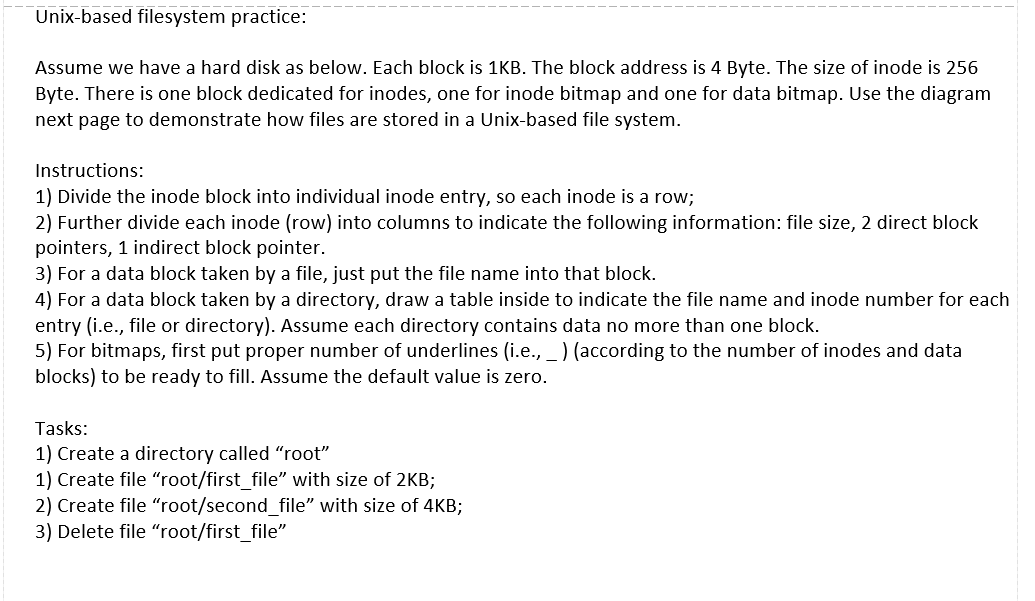 Unix-based filesystem practice:
Assume we have a hard disk as below. Each block is 1KB. The block address is 4 Byte. The size of inode is 256
Byte. There is one block dedicated for inodes, one for inode bitmap and one for data bitmap. Use the diagram
next page to demonstrate how files are stored in a Unix-based file system.
Instructions:
1) Divide the inode block into individual inode entry, so each inode is a row;
2) Further divide each inode (row) into columns to indicate the following information: file size, 2 direct block
pointers, 1 indirect block pointer.
3) For a data block taken by a file, just put the file name into that block.
4) For a data block taken by a directory, draw a table inside to indicate the file name and inode number for each
entry (i.e., file or directory). Assume each directory contains data no more than one block.
5) For bitmaps, first put proper number of underlines (i.e., _ ) (according to the number of inodes and data
blocks) to be ready to fill. Assume the default value is zero.
Tasks:
1) Create a directory called “root”
1) Create file “root/first_file” with size of 2KB;
2) Create file “root/second_file” with size of 4KB;
3) Delete file “root/first_file”